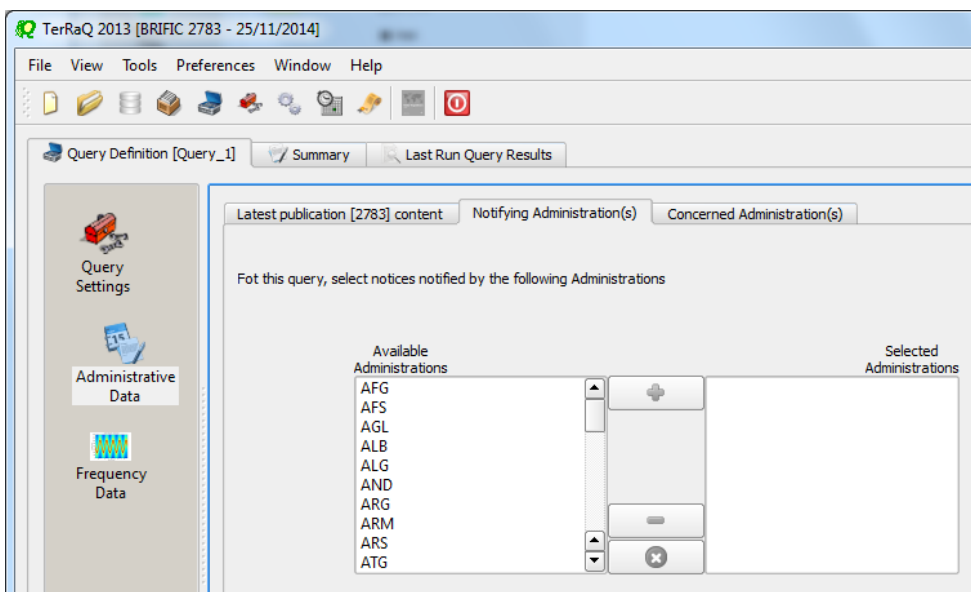 TerRaQ 2013 [BRIFIC 2783 - 25/11/2014]
File View Tools Preferences Window Help
Query Definition [Query_1] Summary Last Run Query Results
Latest publication [2783] content Notifying Administration(s) Concerned Administration(s)
Query
Settings
Administrative
Data
Frequency
Data
Fot this query, select notices notified by the following Administrations
Available
Administrations
AFG
AFS
AGL
ALB
ALG
AND
ARG
ARM
ARS
ATG
Selected
Administrations